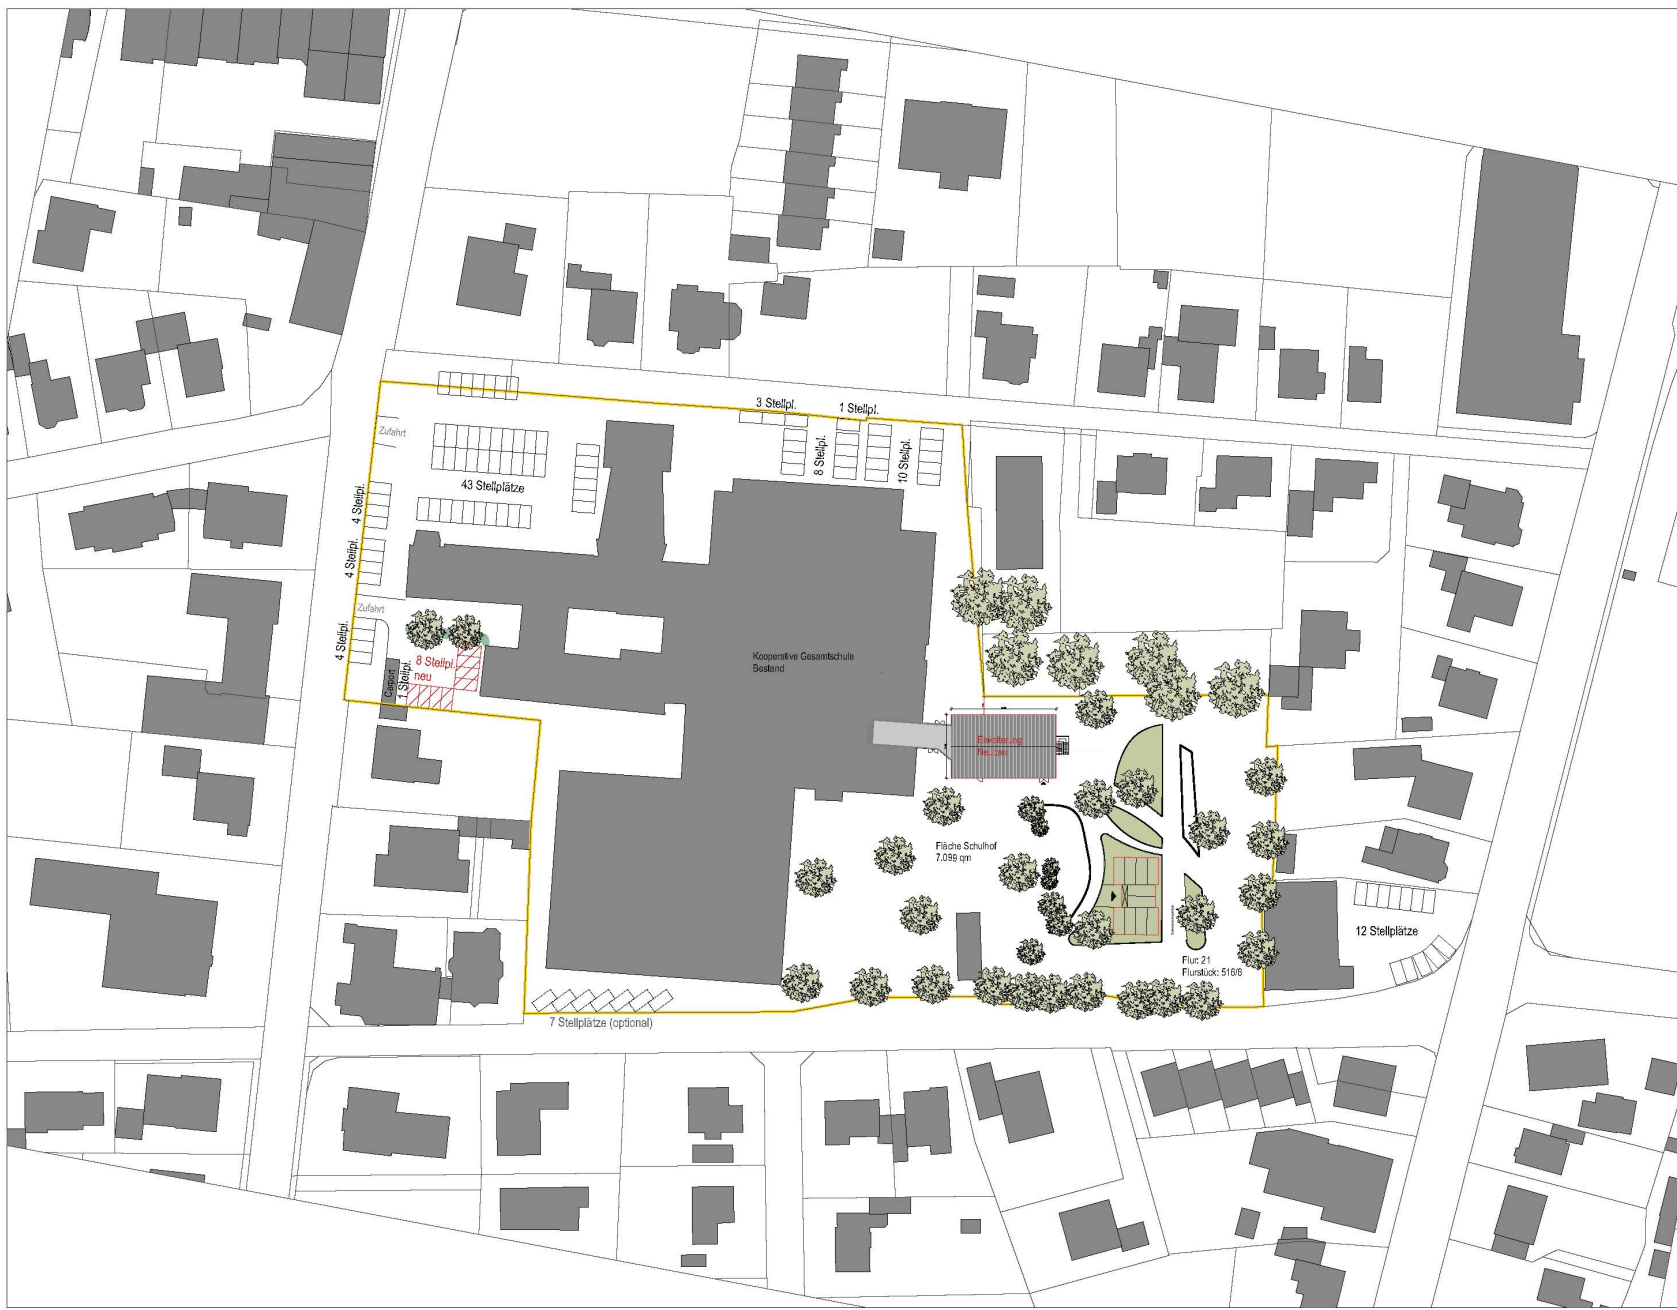 3 Stellpl.
1 Stellpl.
Zufahrt
8 Stellpl.
10 Stellpl.
43 Stellplätze
4 Stellpl.
4 Stellpl.
Zufahrt
4 Stellpl.
8 Stellpl.
neu
Carport
1 Stellpl.
Kooperative Gesamtschule
Bestand
Erweiterung
Neubau
Fläche Schulhof
7.099 qm
12 Stellplätze
Flur: 21
Flurstück: 516/6
7 Stellplätze (optional)